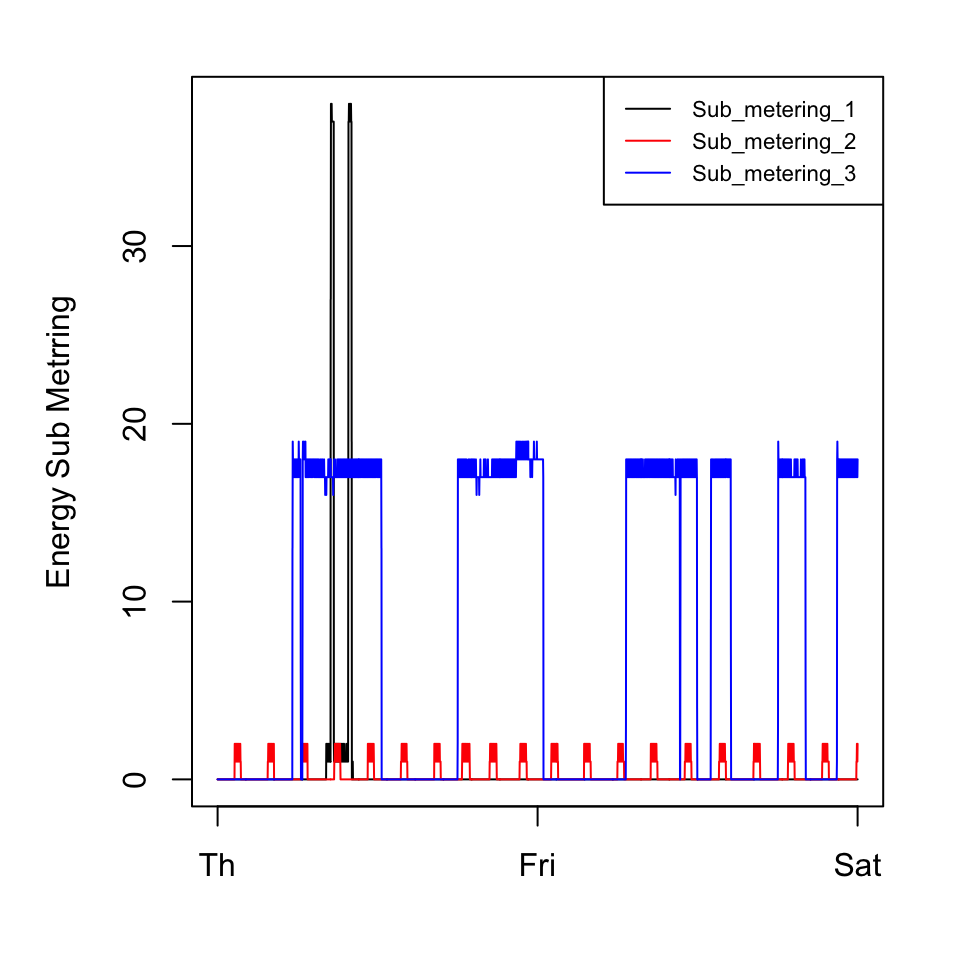 Sub_metering_1
Sub_metering_2
Sub_metering_3
Energy Sub Metrring
30
20
10
0
Th
Fri
Sat